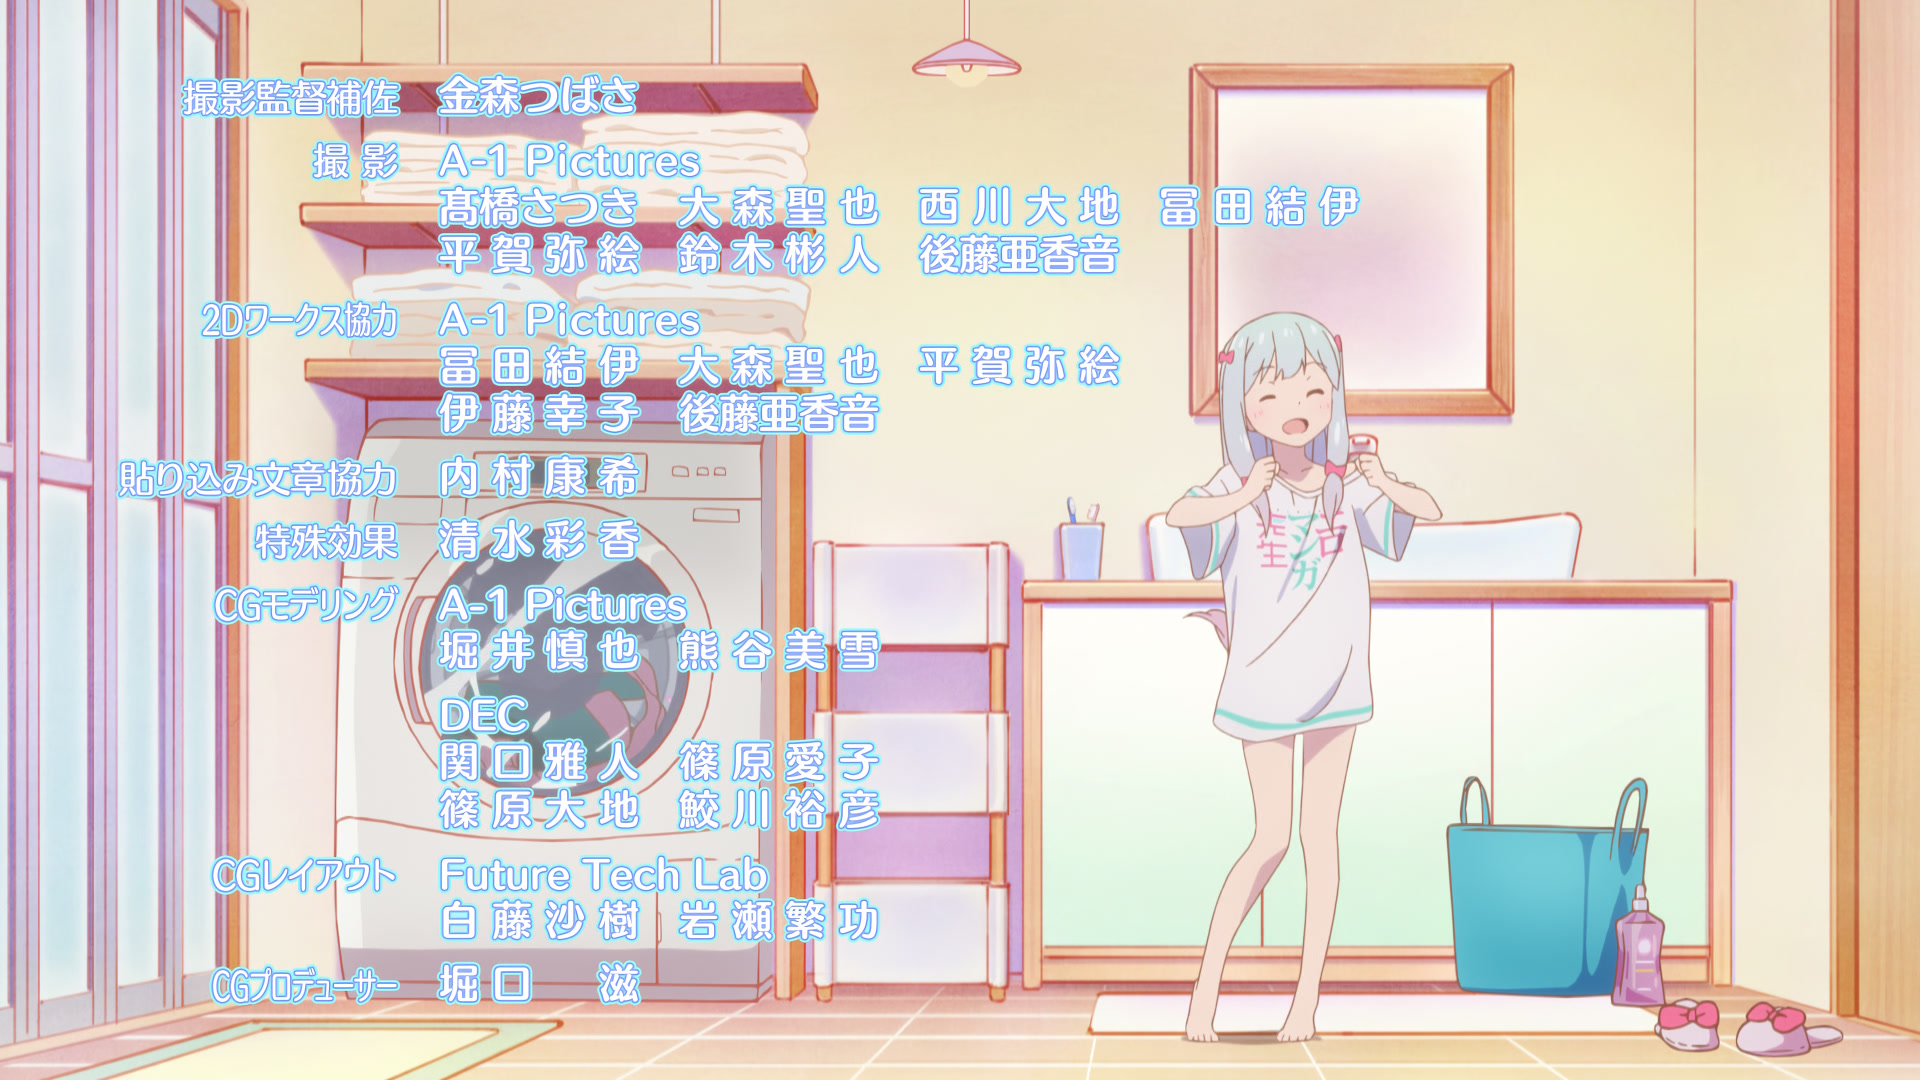 撮影監督補佐 金森つばさ
撮影 A-1 Pictures
髙橋さつき 大森聖也 西川大地 冨田結伊
平賀弥絵 鈴木彬人 後藤亜香音
2Dワークス協力 A-1 Pictures
冨田結伊 大森聖也 平賀弥絵
伊藤幸子 後藤亜香音
貼り込み文章協力 内村康希
特殊効果 清水彩香
CGモデリング A-1 Pictures
堀井慎也 熊谷美雪
DEC
関口雅人 篠原愛子
篠原大地 鮫川裕彦
CGレイアウト Future Tech Lab
白藤沙樹 岩瀬繁功
CGプロデューサー 堀口 滋
マンガ
先生